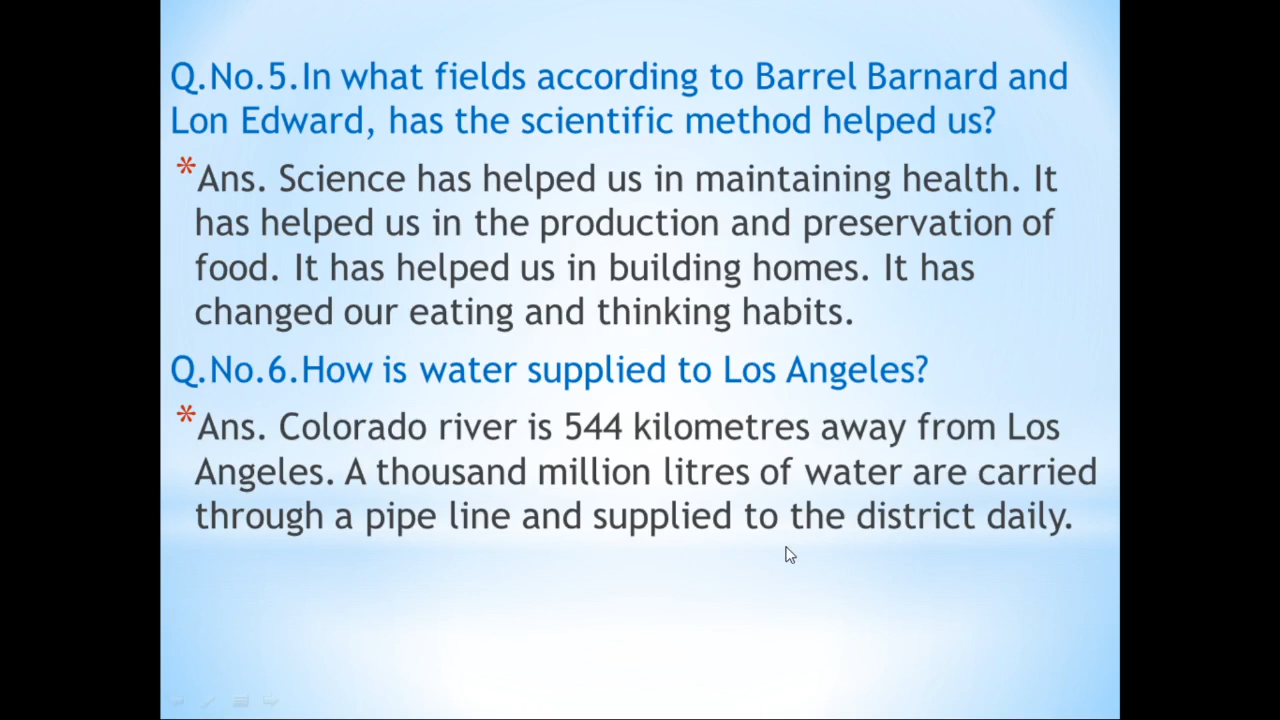 Q.No.5.In what fields according to Barrel Barnard and
Lon Edward, has the scientific method helped us?
*Ans. Science has helped us in maintaining health. It
has helped us in the production and preservation of
food. It has helped us in building homes. It has
changed our eating and thinking habits.
Q.No.6.How is water supplied to Los Angeles?
*Ans. Colorado river is 544 kilometres away from Los
Angeles. A thousand million litres of water are carried
through a pipe line and supplied to the district daily.